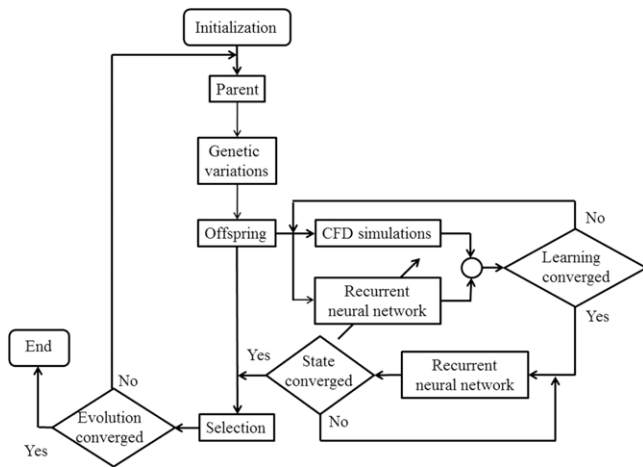 Initialization
Parent
Genetic
variations
Offspring
CFD simulations
No
Learning
converged
Recurrent
neural network
Yes
End
Yes
State
converged
Recurrent
neural network
No
No
Evolution
converged
Selection
Yes